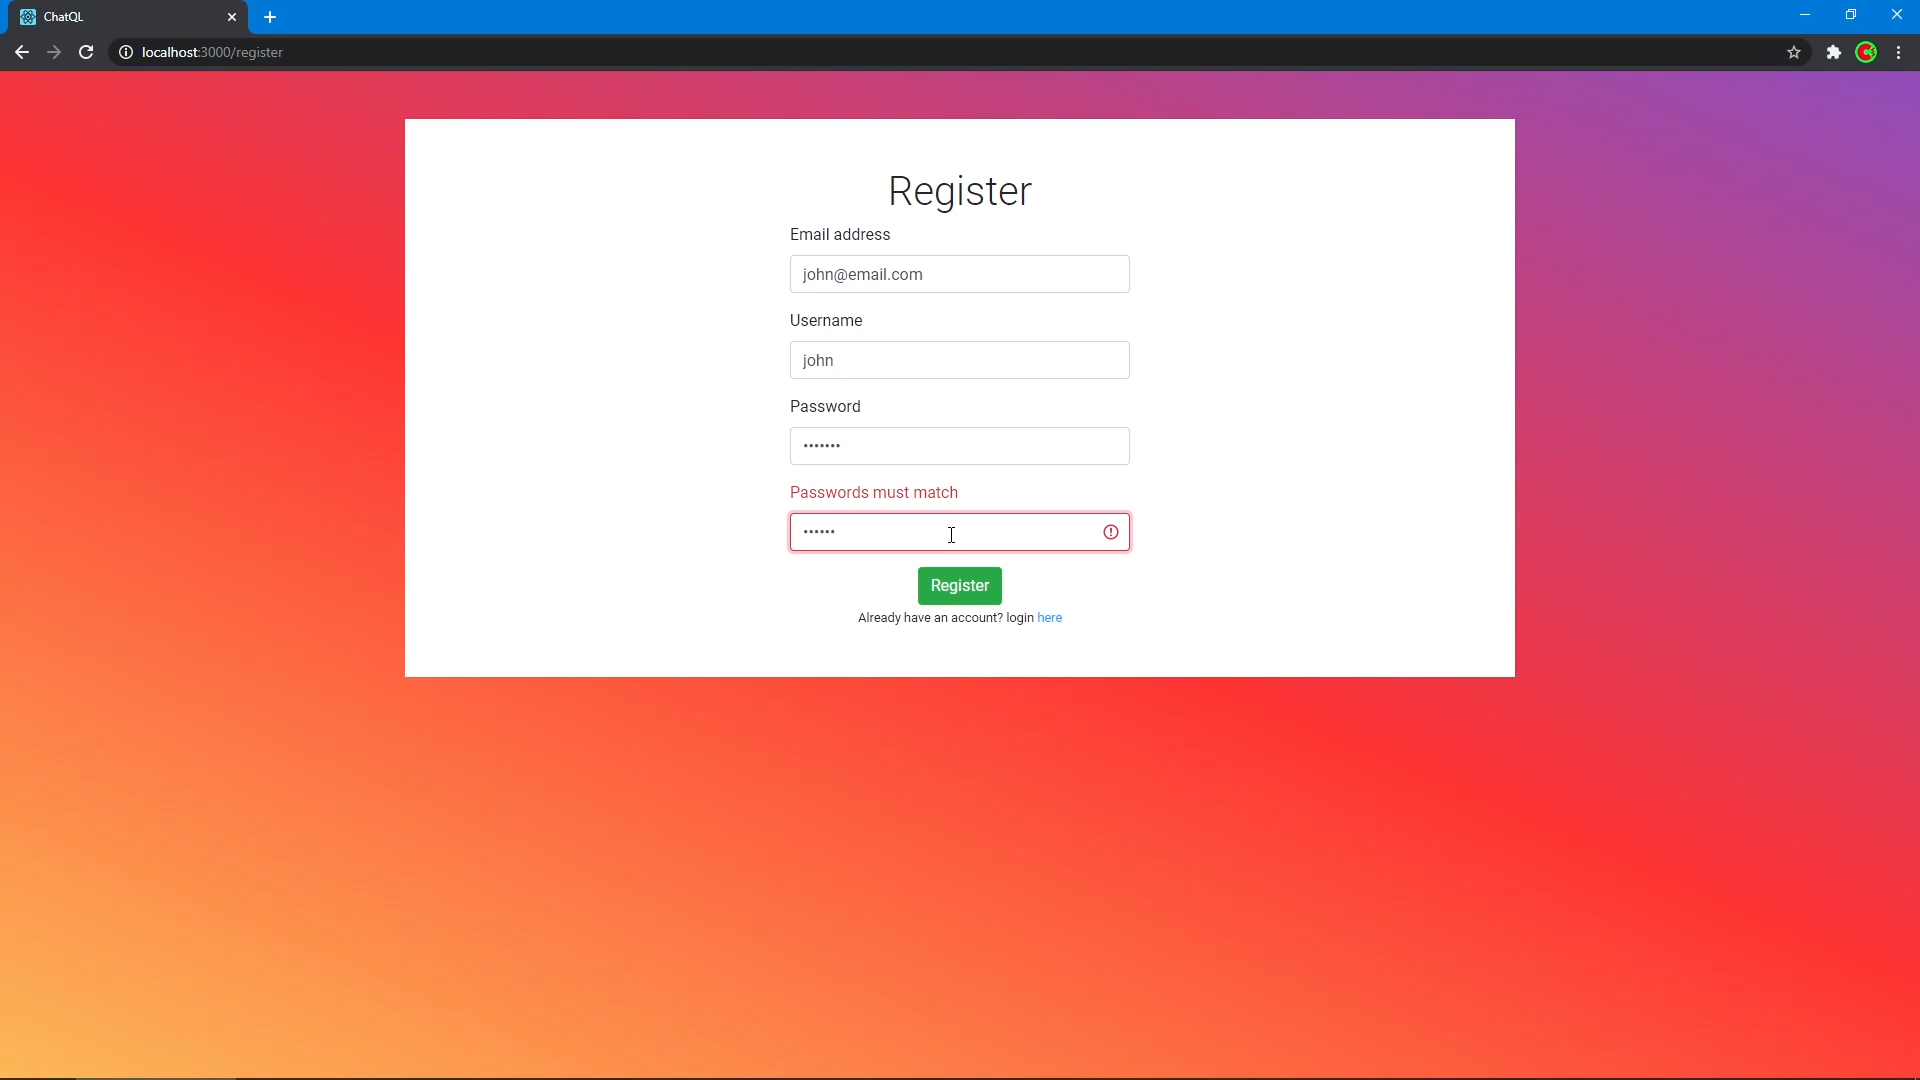 ChatQL
localhost:3000/register
Register
Email address
john@email.com
Username
john
Password
•••••••
Passwords must match
••••••
Register
Already have an account? login here